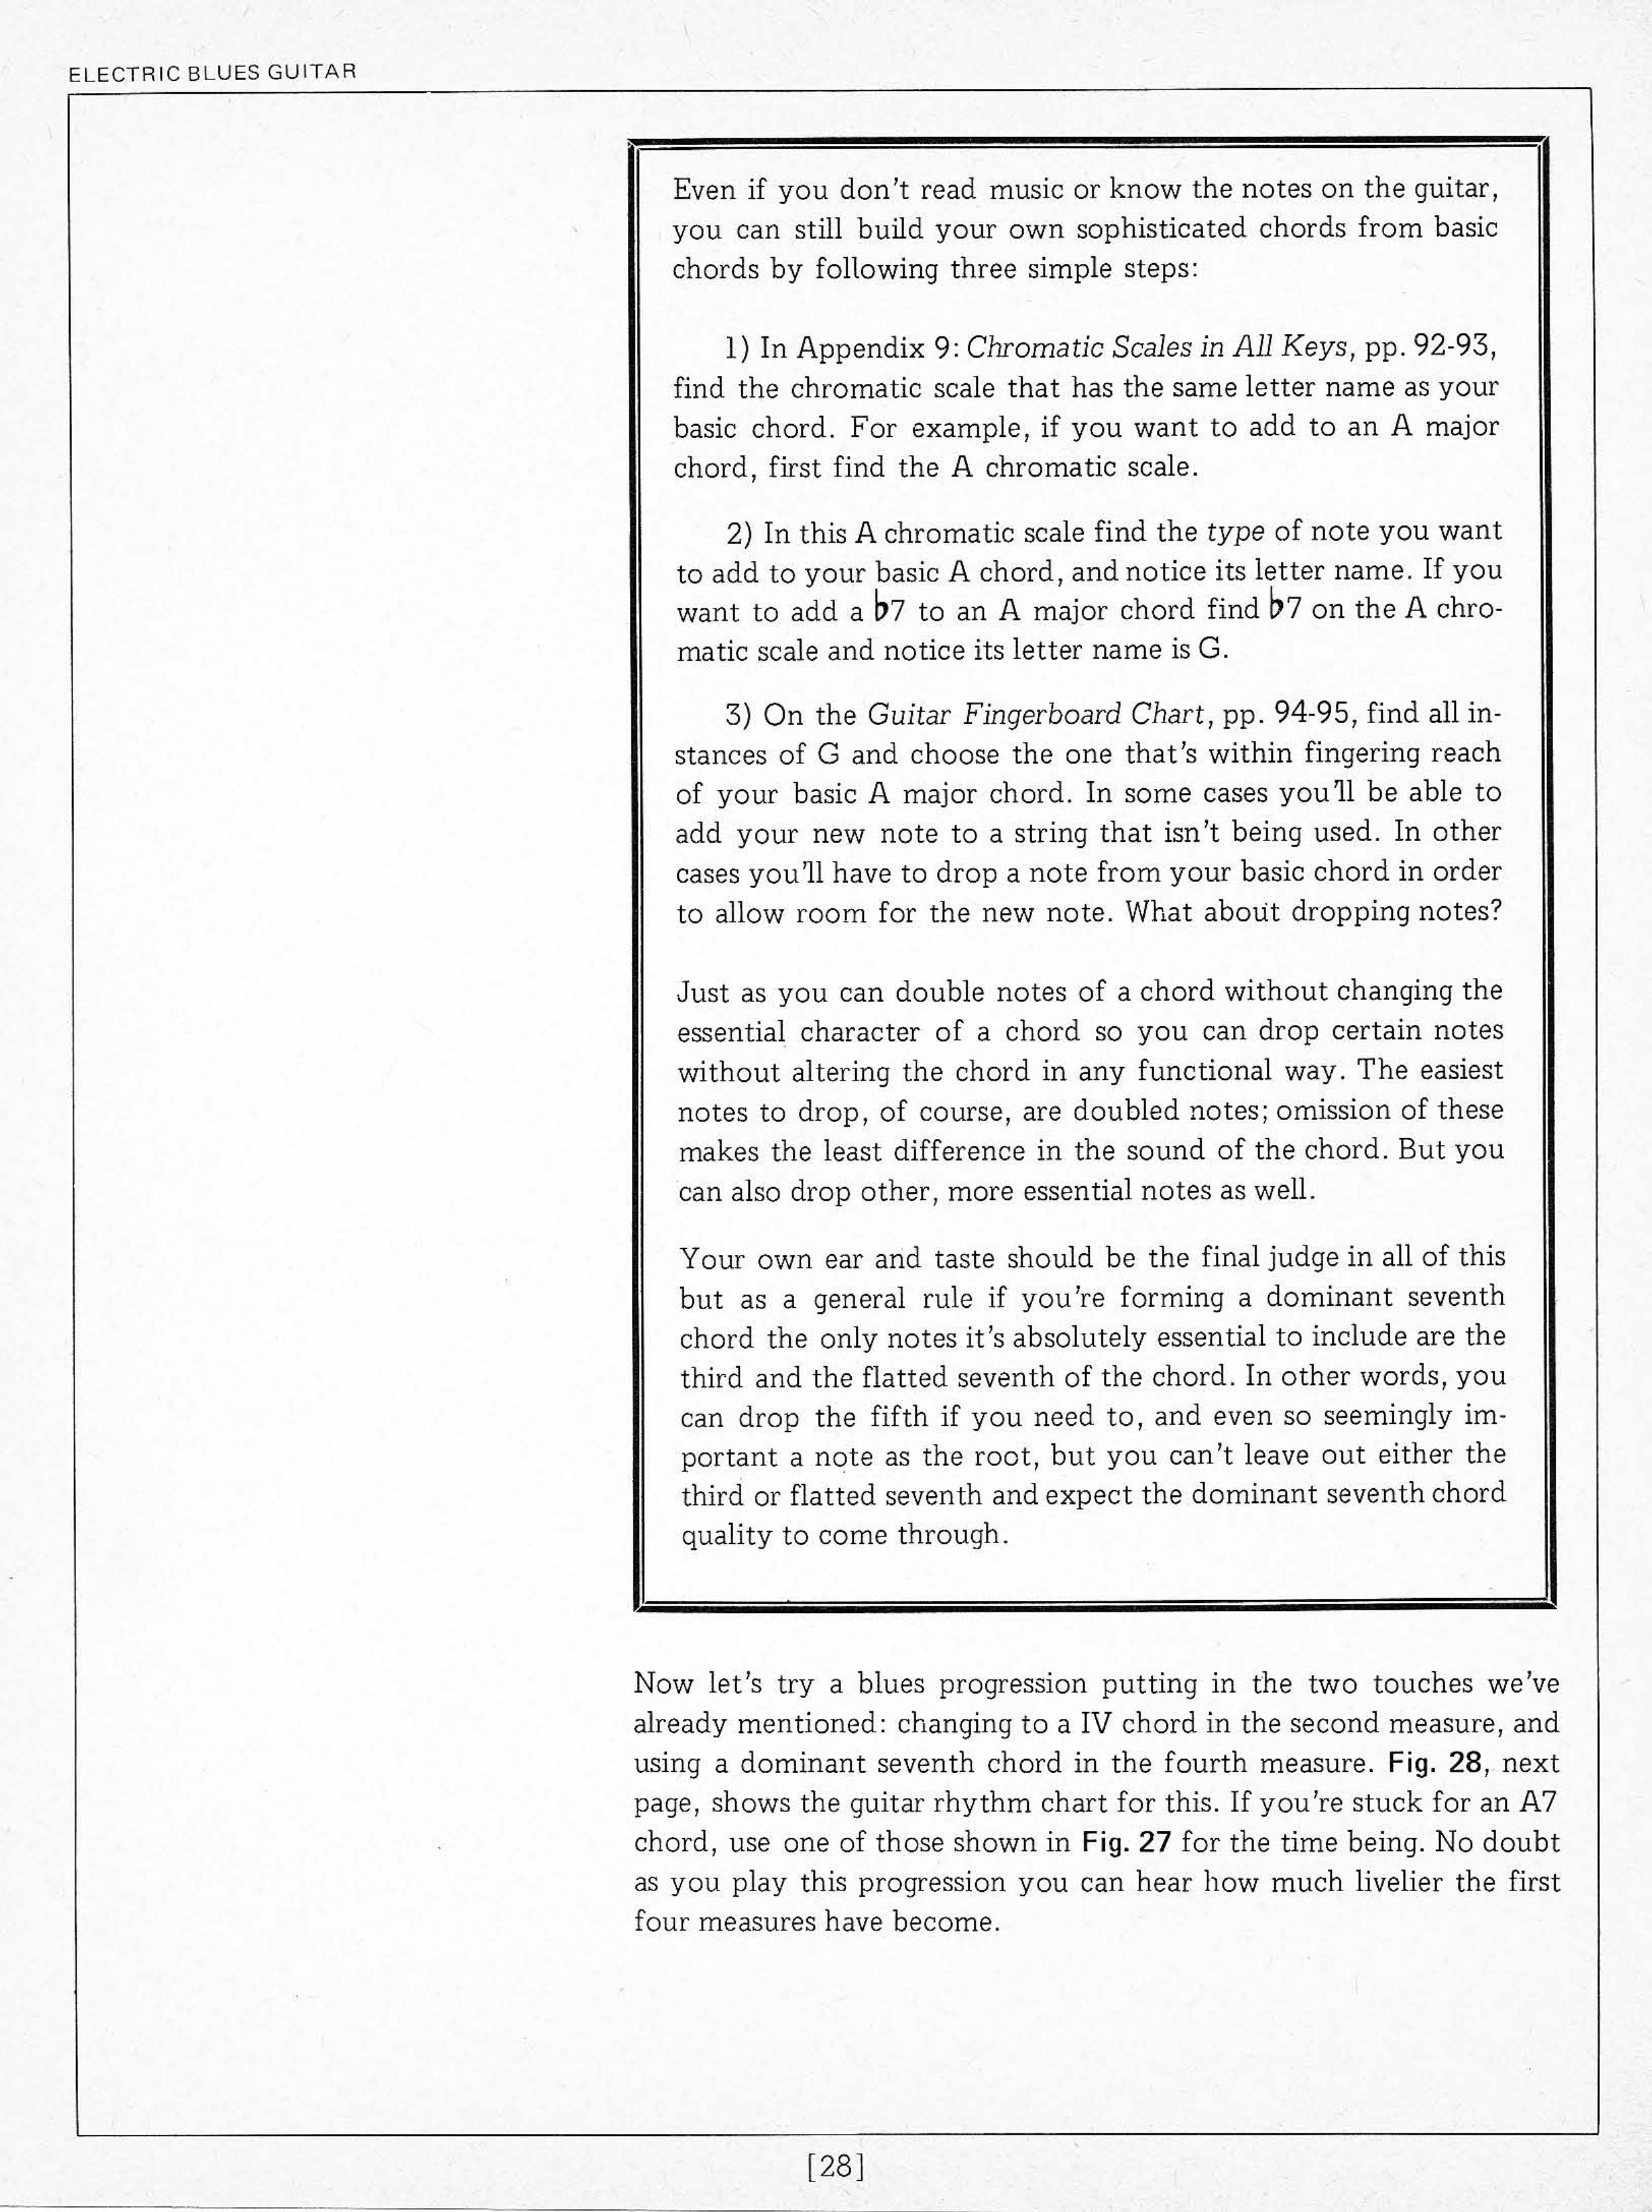 ELECTRIC BLUES GUITAR
Even if you don't read music or know the notes on the guitar,
you can still build your own sophisticated chords from basic
chords by following three simple steps:
1) In Appendix 9: Chromatic Scales in All Keys, pp. 92-93,
find the chromatic scale that has the same letter name as your
basic chord. For example, if you want to add to an A major
chord, first find the A chromatic scale.
2) In this A chromatic scale find the type of note you want
to add to your basic A chord, and notice its letter name. If you
want to add a ♭7 to an A major chord find ♭7 on the A chro-
matic scale and notice its letter name is G.
3) On the Guitar Fingerboard Chart, pp. 94-95, find all in-
stances of G and choose the one that's within fingering reach
of your basic A major chord. In some cases you'll be able to
add your new note to a string that isn't being used. In other
cases you'll have to drop a note from your basic chord in order
to allow room for the new note. What about dropping notes?
Just as you can double notes of a chord without changing the
essential character of a chord so you can drop certain notes
without altering the chord in any functional way. The easiest
notes to drop, of course, are doubled notes; omission of these
makes the least difference in the sound of the chord. But you
can also drop other, more essential notes as well.
Your own ear and taste should be the final judge in all of this
but as a general rule if you're forming a dominant seventh
chord the only notes it's absolutely essential to include are the
third and the flatted seventh of the chord. In other words, you
can drop the fifth if you need to, and even so seemingly im-
portant a note as the root, but you can't leave out either the
third or flatted seventh and expect the dominant seventh chord
quality to come through.
Now let's try a blues progression putting in the two touches we've
already mentioned: changing to a IV chord in the second measure, and
using a dominant seventh chord in the fourth measure. Fig. 28, next
page, shows the guitar rhythm chart for this. If you're stuck for an A7
chord, use one of those shown in Fig. 27 for the time being. No doubt
as you play this progression you can hear how much livelier the first
four measures have become.
[28]